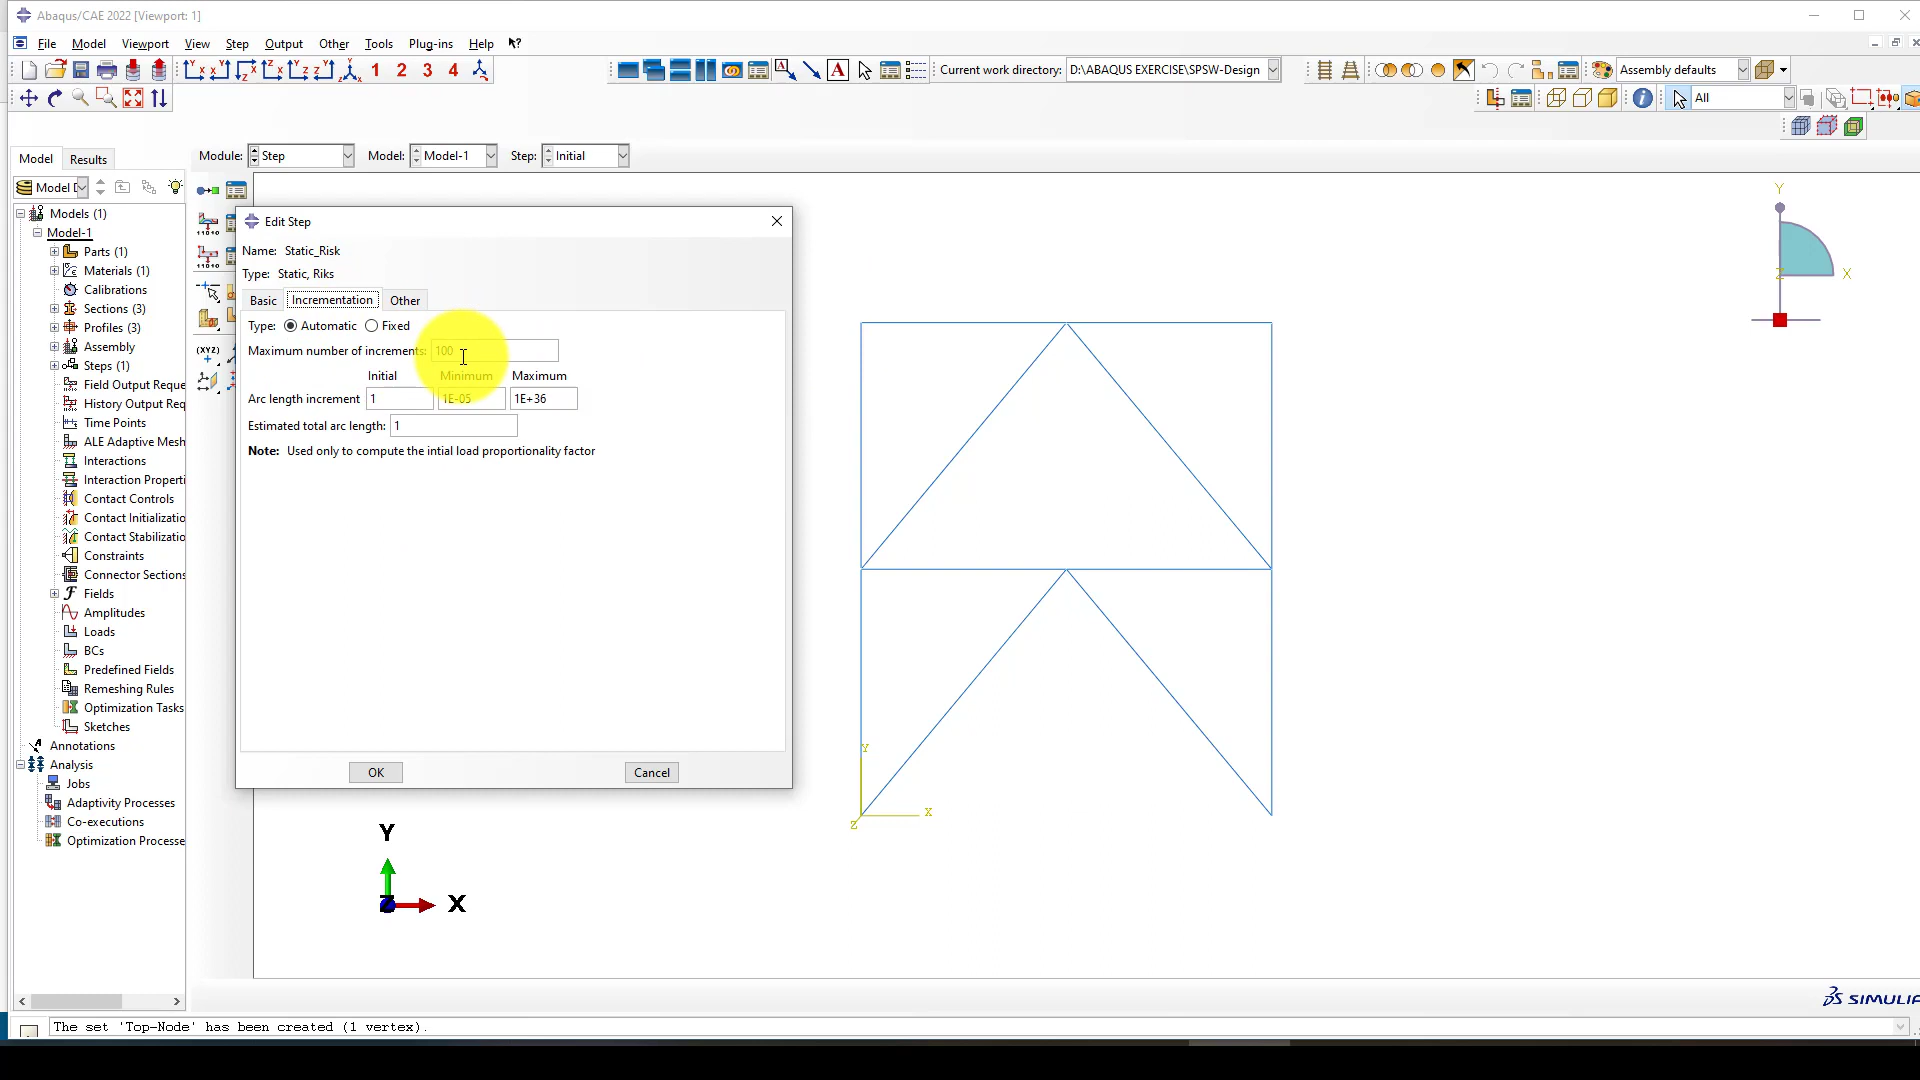 Abaqus/CAE 2022 [Viewport: 1]
File Model Viewport View Step Output Other Tools Plug-ins Help
1 2 3 4
Current work directory: D:\ABAQUS EXERCISE\SPSW-Design
Assembly defaults
All
Model Results
Module: Step Model: Model-1 Step: Initial
Model D
Models (1)
Model-1
Parts (1)
Materials (1)
Calibrations
Sections (3)
Profiles (3)
Assembly
Steps (1)
Field Output Reque
History Output Req
Time Points
ALE Adaptive Mesh
Interactions
Interaction Properti
Contact Controls
Contact Initializatio
Contact Stabilizatio
Constraints
Connector Sections
Fields
Amplitudes
Loads
BCs
Predefined Fields
Remeshing Rules
Optimization Tasks
Sketches
Annotations
Analysis
Jobs
Adaptivity Processes
Co-executions
Optimization Processe
Edit Step
Name: Static_Risk
Type: Static, Riks
Basic Incrementation Other
Type: Automatic Fixed
Maximum number of increments: 100
Initial Minimum Maximum
Arc length increment 1 1E-05 1E+36
Estimated total arc length: 1
Note: Used only to compute the intial load proportionality factor
OK Cancel
Y
X
Z
Y
X
Z
Y
X
Z
SIMULIA
The set 'Top-Node' has been created (1 vertex).